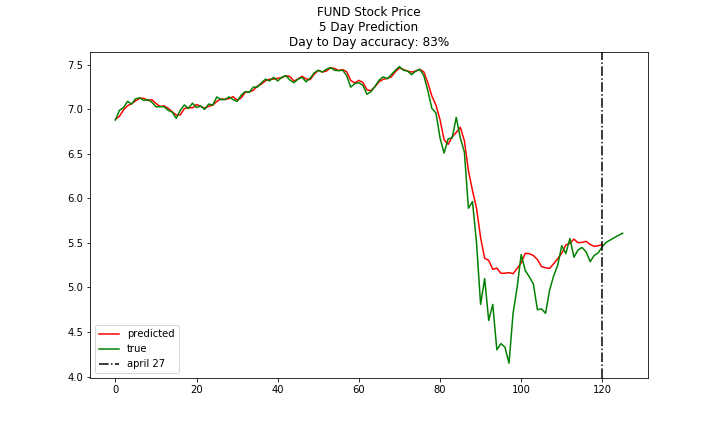 FUND Stock Price
5 Day Prediction
Day to Day accuracy: 83%
7.5
7.0
6.5
6.0
5.5
5.0
4.5
4.0
predicted
true
april 27
0 20 40 60 80 100 120